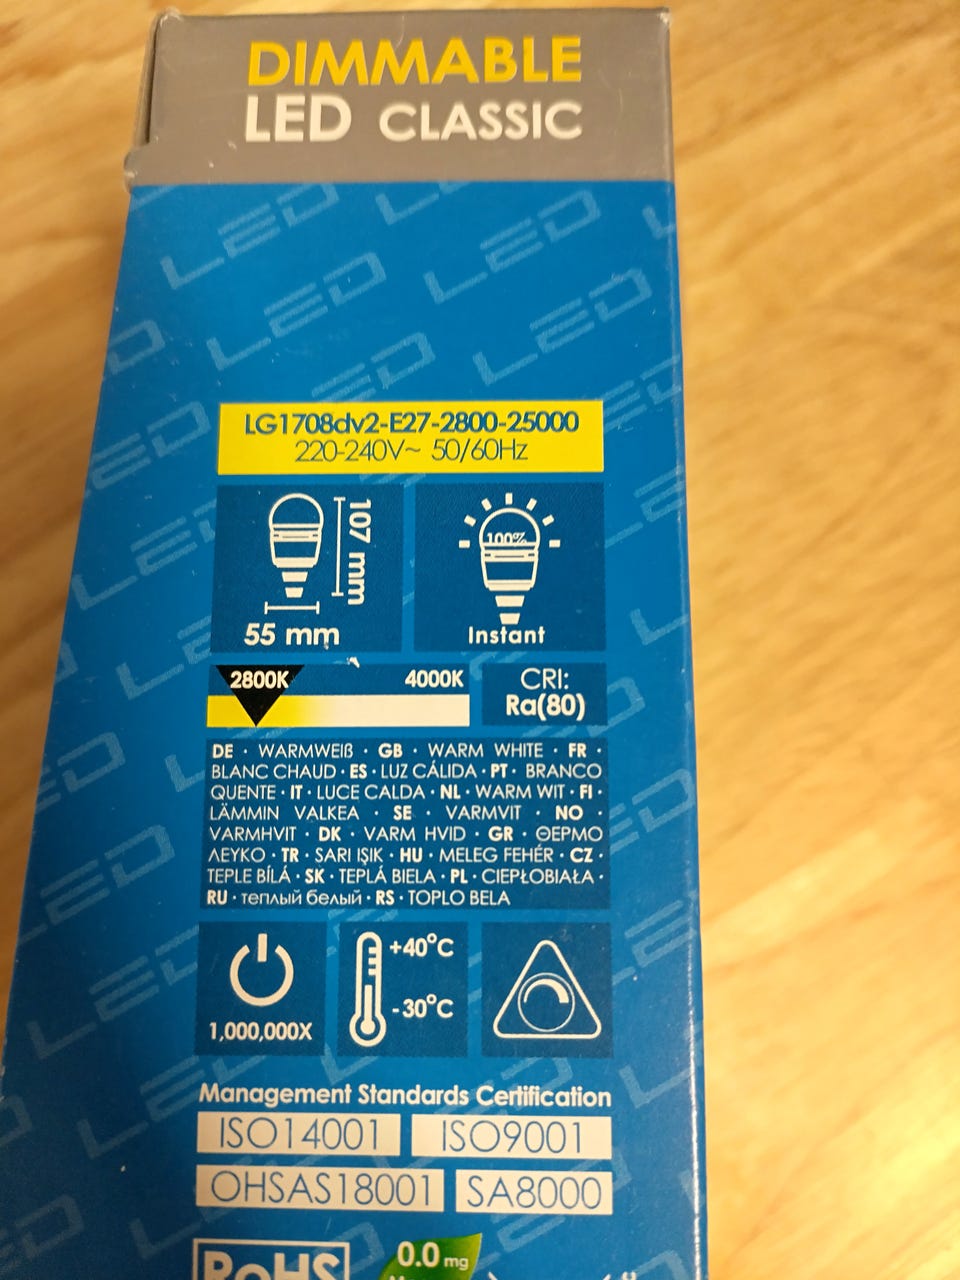 DIMMABLE
LED CLASSIC
LG1708dv2-E27-2800-25000
220-240V~ 50/60Hz
107 mm
55 mm
100%
Instant
2800K
4000K
CRI:
Ra(80)
DE · WARMWEIß · GB · WARM WHITE · FR ·
BLANC CHAUD · ES · LUZ CÁLIDA · PT · BRANCO
QUENTE · IT · LUCE CALDA · NL · WARM WIT · FI ·
LÄMMIN VALKEA · SE · VARMVIT · NO ·
VARMHVIT · DK · VARM HVID · GR · ΘΕΡΜΟ
ΛΕΥΚΟ · TR · SARI IŞIK · HU · MELEG FEHÉR · CZ ·
TEPLE BÍLÁ · SK · TEPLÁ BIELA · PL · CIEPŁOBIAŁA ·
RU · теплый белый · RS · TOPLO BELA
1,000,000X
+40°C
-30°C
Management Standards Certification
ISO14001 ISO9001
OHSAS18001 SA8000
RoHS
0.0 mg